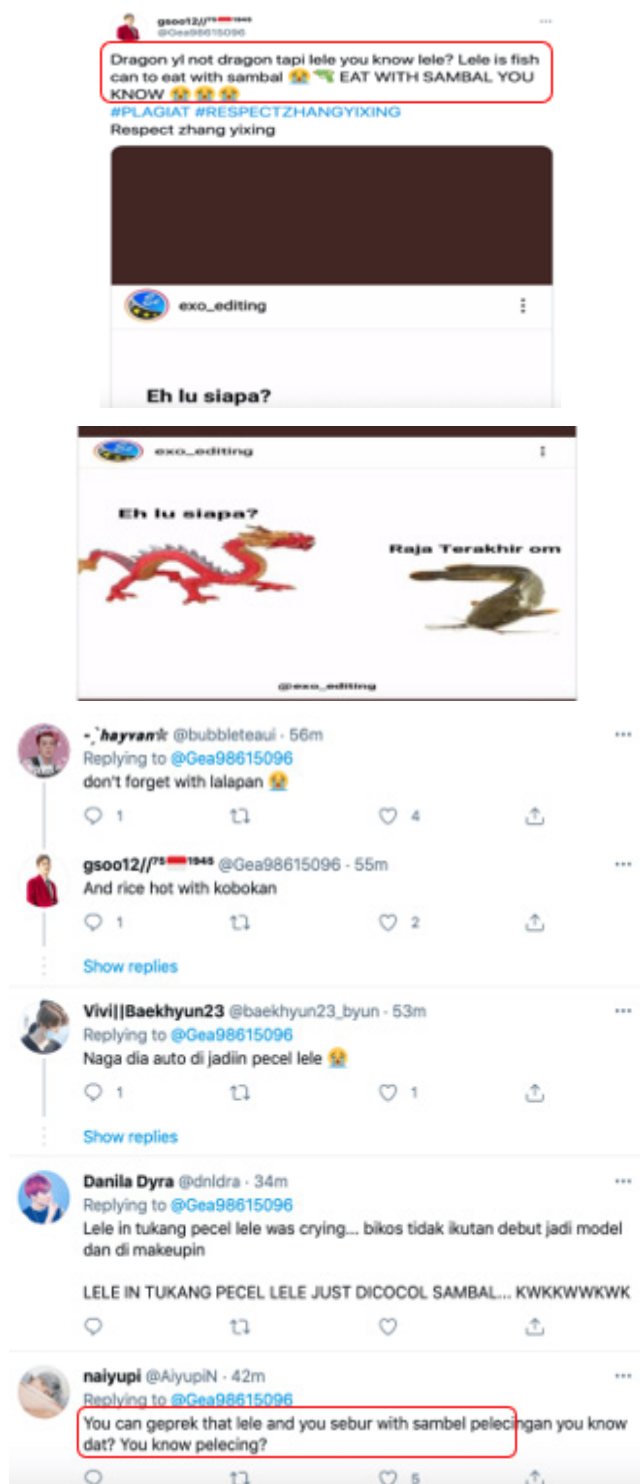 gsoo12//⁷⁵🇮🇩¹⁹⁴⁵
@Gea98615096
Dragon yl not dragon tapi lele you know lele? Lele is fish
can to eat with sambal 😭🔫 EAT WITH SAMBAL YOU
KNOW 😭😭😭
#PLAGIAT #RESPECTZHANGYIXING
Respect zhang yixing
exo_editing
Eh lu siapa?
exo_editing
Eh lu siapa?
Raja Terakhir om
@exo_editing
-ˏˋhayvan☆ @bubbleteaui · 56m
Replying to @Gea98615096
don't forget with lalapan 😭
1 4
gsoo12//⁷⁵🇮🇩¹⁹⁴⁵ @Gea98615096 · 55m
And rice hot with kobokan
1 2
Show replies
Vivi||Baekhyun23 @baekhyun23_byun · 53m
Replying to @Gea98615096
Naga dia auto di jadiin pecel lele 😭
1 1
Show replies
Danila Dyra @dnldra · 34m
Replying to @Gea98615096
Lele in tukang pecel lele was crying... bikos tidak ikutan debut jadi model
dan di makeupin
LELE IN TUKANG PECEL LELE JUST DICOCOL SAMBAL... KWKKWWKWK
naiyupi @AiyupiN · 42m
Replying to @Gea98615096
You can geprek that lele and you sebur with sambel pelecingan you know
dat? You know pelecing?
5